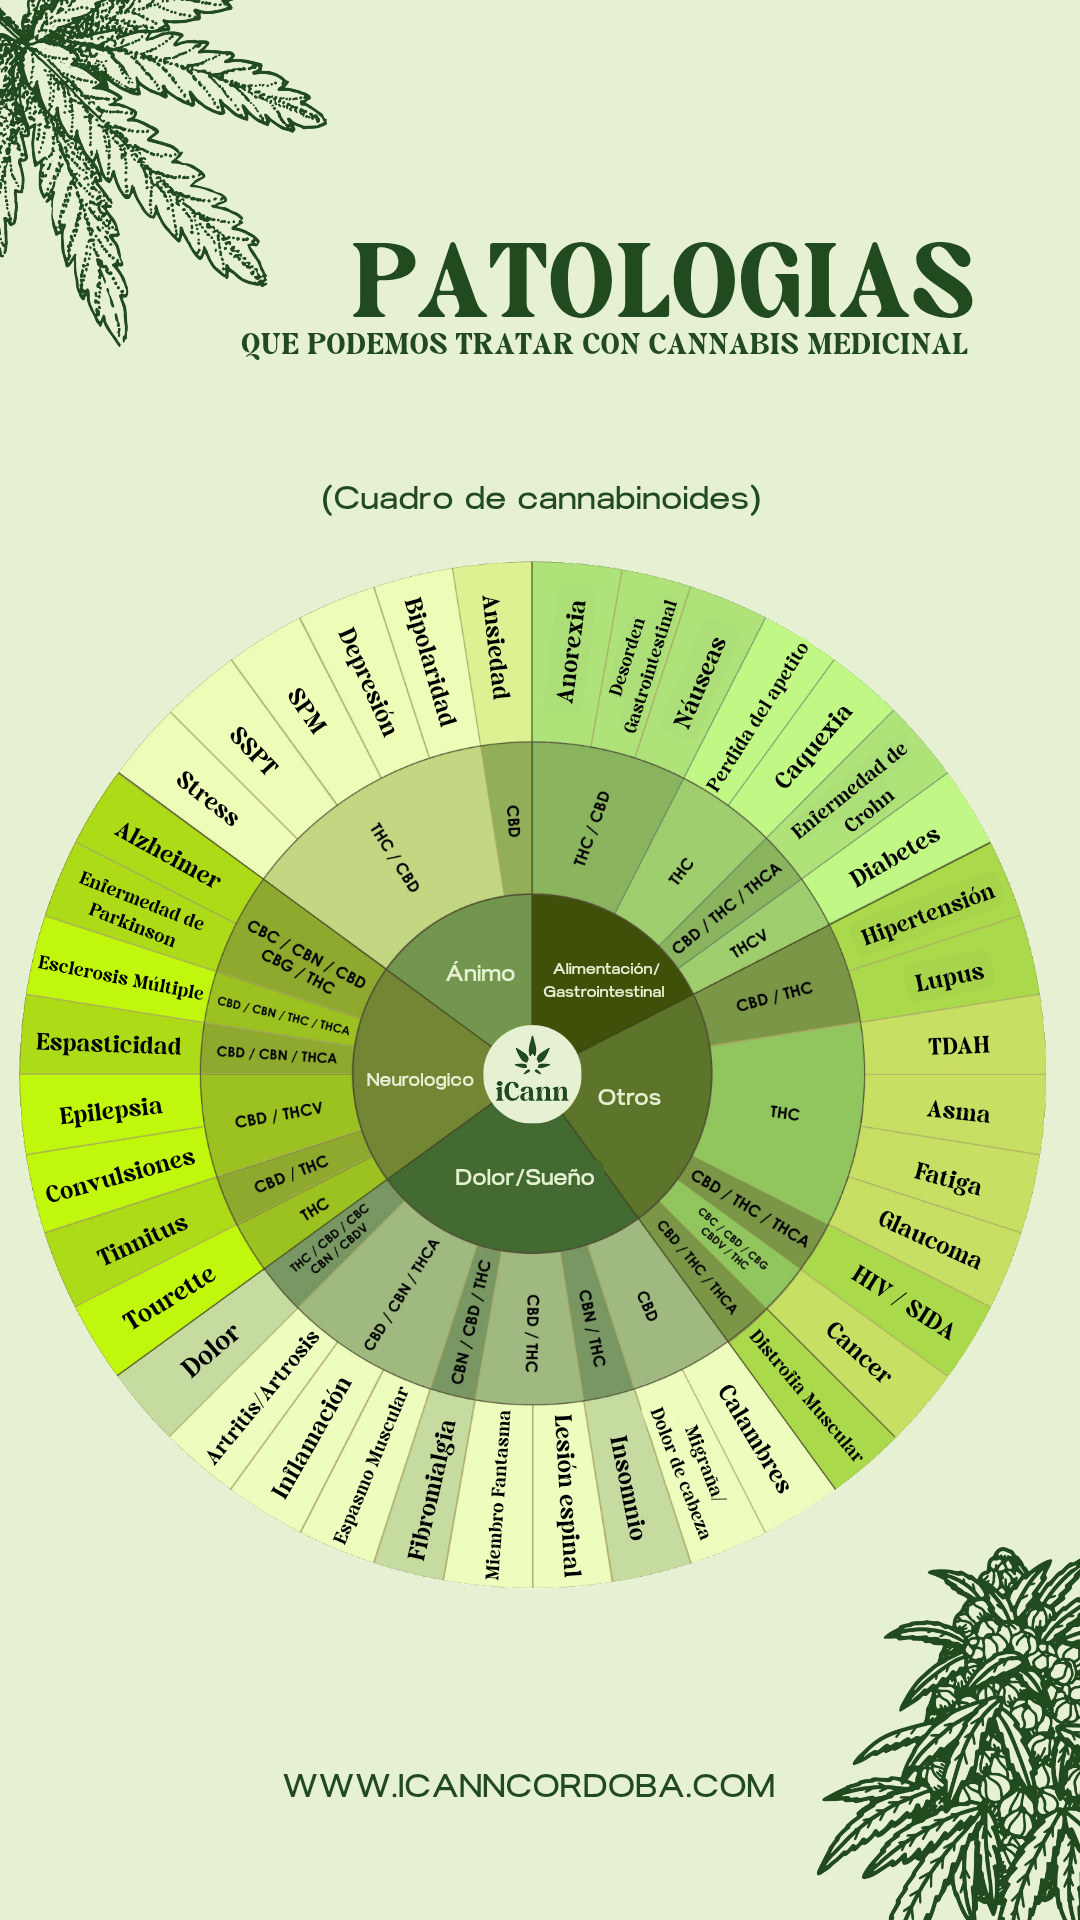 PATOLOGIAS
QUE PODEMOS TRATAR CON CANNABIS MEDICINAL
(Cuadro de cannabinoides)
Ánimo
Alimentación/
Gastrointestinal
Otros
Dolor/Sueño
Neurologico
iCann
THC / CBD
THC
CBD / THC / THCA
THCV
CBD / THC
THC
CBD / THC / THCA
CBC / CBD / CBG
CBDV / THC
CBD / THC / THCA
CBD
CBN / THC
CBD / THC
CBN / CBD / THC
CBD / CBN / THCA
THC / CBD / CBC
CBN / CBDV
THC
CBD / THC
CBD / THCV
CBD / CBN / THCA
CBD / CBN / THC / THCA
CBC / CBN / CBD
CBG / THC
THC / CBD
CBD
Anorexia
Desorden
Gastrointestinal
Náuseas
Perdida del apetito
Caquexia
Enfermedad de
Crohn
Diabetes
Hipertensión
Lupus
TDAH
Asma
Fatiga
Glaucoma
HIV / SIDA
Cancer
Distrofia Muscular
Calambres
Migraña/
Dolor de cabeza
Insomnio
Lesión espinal
Miembro Fantasma
Fibromialgia
Espasmo Muscular
Inflamación
Artritis/Artrosis
Dolor
Tourette
Tinnitus
Convulsiones
Epilepsia
Espasticidad
Esclerosis Múltiple
Enfermedad de
Parkinson
Alzheimer
Stress
SSPT
SPM
Depresión
Bipolaridad
Ansiedad
WWW.ICANNCORDOBA.COM